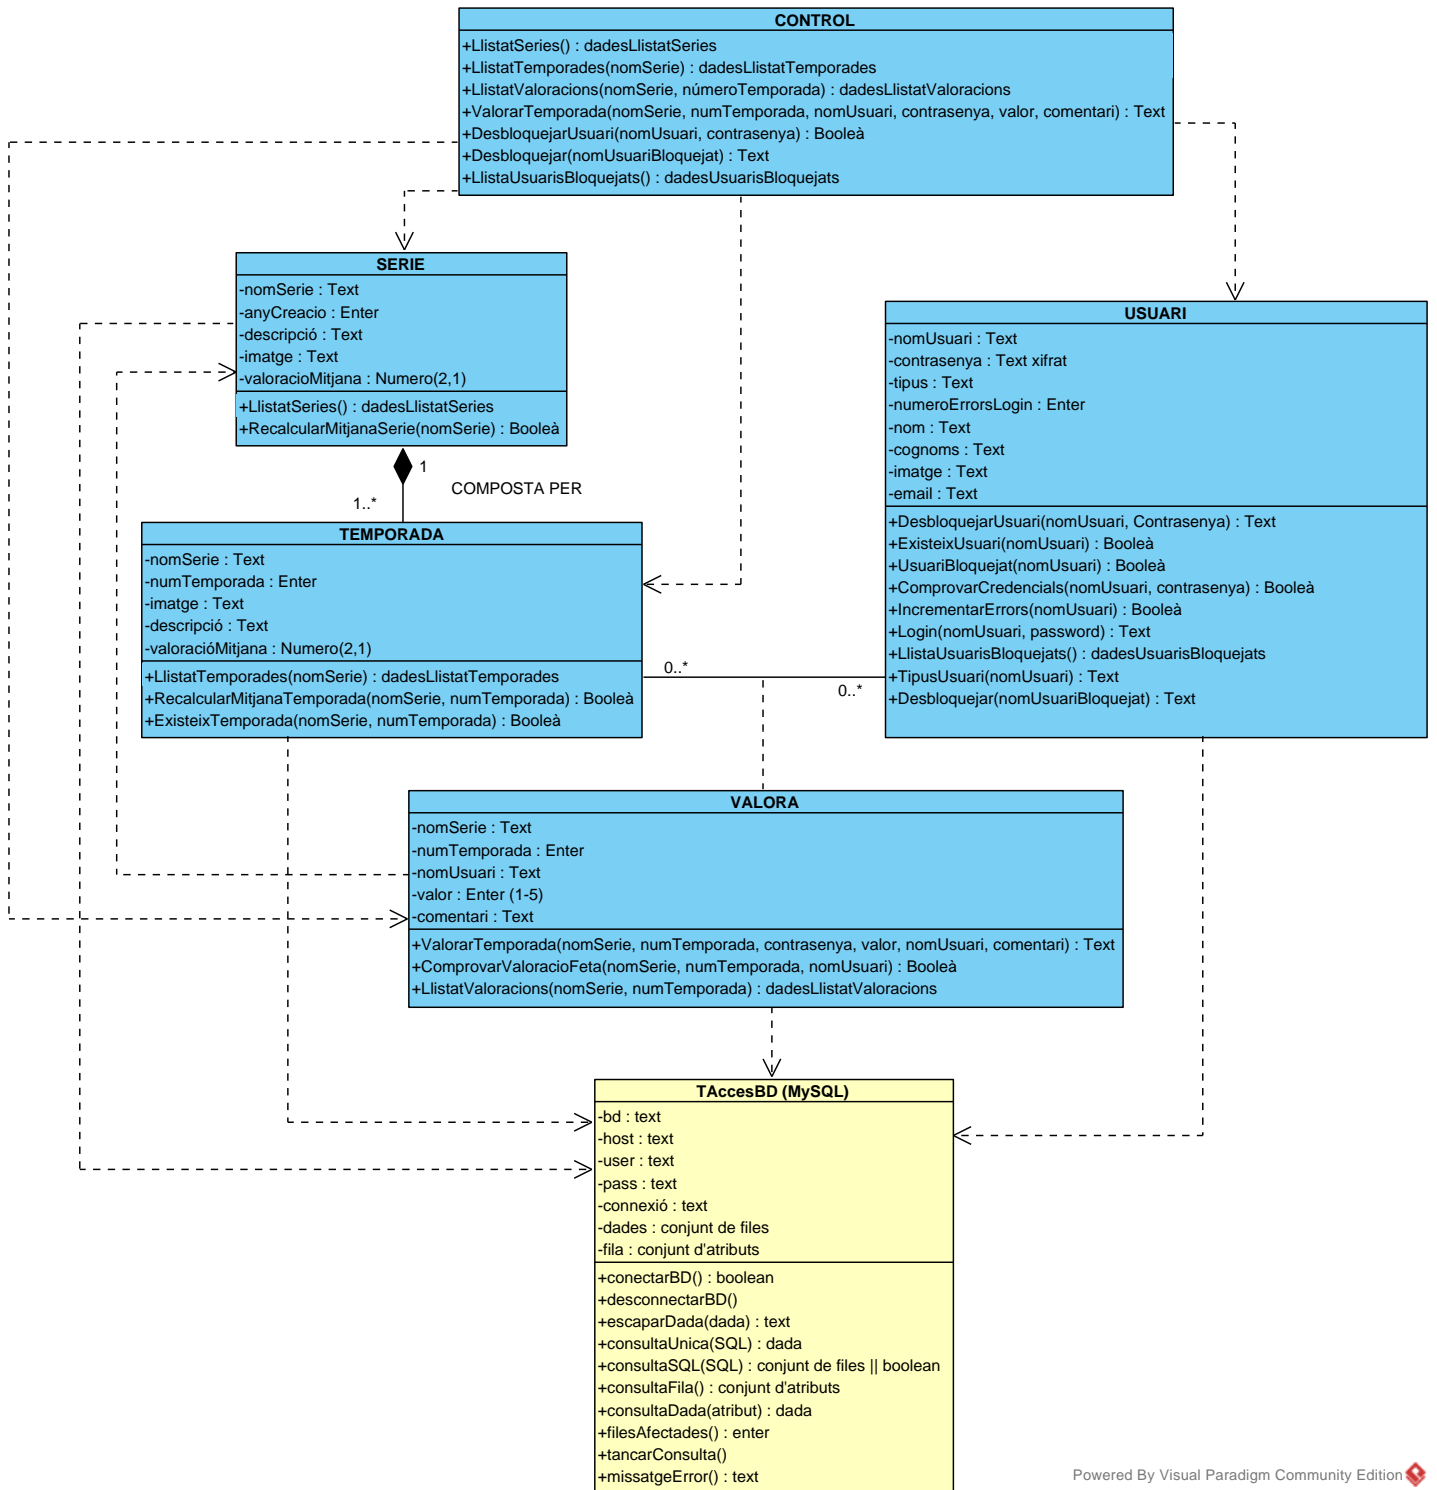 CONTROL
+LlistatSeries() : dadesLlistatSeries
+LlistatTemporades(nomSerie) : dadesLlistatTemporades
+LlistatValoracions(nomSerie, númeroTemporada) : dadesLlistatValoracions
+ValorarTemporada(nomSerie, numTemporada, nomUsuari, contrasenya, valor, comentari) : Text
+DesbloquejarUsuari(nomUsuari, contrasenya) : Booleà
+Desbloquejar(nomUsuariBloquejat) : Text
+LlistaUsuarisBloquejats() : dadesUsuarisBloquejats
SERIE
-nomSerie : Text
-anyCreacio : Enter
-descripció : Text
-imatge : Text
-valoracioMitjana : Numero(2,1)
+LlistatSeries() : dadesLlistatSeries
+RecalcularMitjanaSerie(nomSerie) : Booleà
USUARI
-nomUsuari : Text
-contrasenya : Text xifrat
-tipus : Text
-numeroErrorsLogin : Enter
-nom : Text
-cognoms : Text
-imatge : Text
-email : Text
+DesbloquejarUsuari(nomUsuari, Contrasenya) : Text
+ExisteixUsuari(nomUsuari) : Booleà
+UsuariBloquejat(nomUsuari) : Booleà
+ComprovarCredencials(nomUsuari, contrasenya) : Booleà
+IncrementarErrors(nomUsuari) : Booleà
+Login(nomUsuari, password) : Text
+LlistaUsuarisBloquejats() : dadesUsuarisBloquejats
+TipusUsuari(nomUsuari) : Text
+Desbloquejar(nomUsuariBloquejat) : Text
1
COMPOSTA PER
1..*
TEMPORADA
-nomSerie : Text
-numTemporada : Enter
-imatge : Text
-descripció : Text
-valoracióMitjana : Numero(2,1)
+LlistatTemporades(nomSerie) : dadesLlistatTemporades
+RecalcularMitjanaTemporada(nomSerie, numTemporada) : Booleà
+ExisteixTemporada(nomSerie, numTemporada) : Booleà
0..*
0..*
VALORA
-nomSerie : Text
-numTemporada : Enter
-nomUsuari : Text
-valor : Enter (1-5)
-comentari : Text
+ValorarTemporada(nomSerie, numTemporada, contrasenya, valor, nomUsuari, comentari) : Text
+ComprovarValoracioFeta(nomSerie, numTemporada, nomUsuari) : Booleà
+LlistatValoracions(nomSerie, numTemporada) : dadesLlistatValoracions
TAccesBD (MySQL)
-bd : text
-host : text
-user : text
-pass : text
-connexió : text
-dades : conjunt de files
-fila : conjunt d'atributs
+conectarBD() : boolean
+desconnectarBD()
+escaparDada(dada) : text
+consultaUnica(SQL) : dada
+consultaSQL(SQL) : conjunt de files || boolean
+consultaFila() : conjunt d'atributs
+consultaDada(atribut) : dada
+filesAfectades() : enter
+tancarConsulta()
+missatgeError() : text
Powered By Visual Paradigm Community Edition